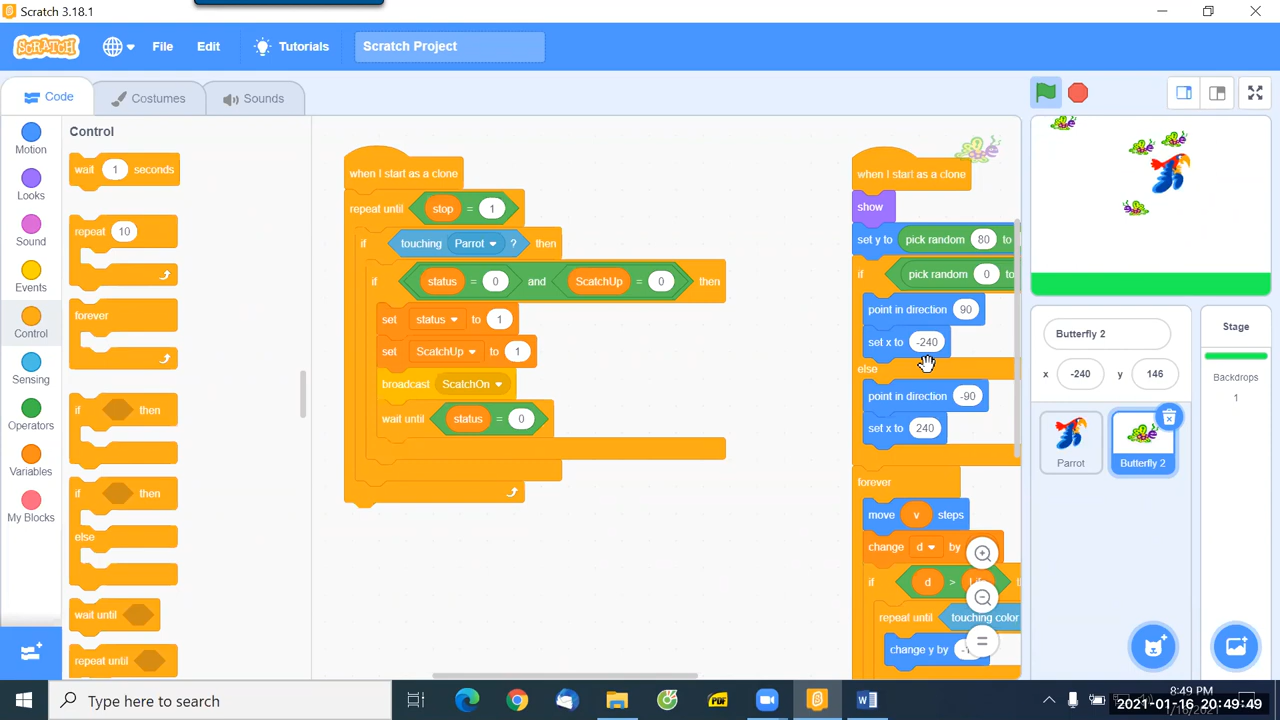 Scratch 3.18.1
SCRATCH
File
Edit
Tutorials
Scratch Project
Code
Costumes
Sounds
Motion
Looks
Sound
Events
Control
Sensing
Operators
Variables
My Blocks
Control
wait 1 seconds
repeat 10
forever
if then
if then
else
wait until
repeat until
when I start as a clone
repeat until stop = 1
if touching Parrot ? then
if status = 0 and ScatchUp = 0 then
set status to 1
set ScatchUp to 1
broadcast ScatchOn
wait until status = 0
when I start as a clone
show
set y to pick random 80 to
if pick random 0 to
point in direction 90
set x to -240
else
point in direction -90
set x to 240
forever
move v steps
change d by
if d >
repeat until touching color
change y by
Butterfly 2
x -240 y 146
Parrot
Butterfly 2
Stage
Backdrops
1
Type here to search
PDF
8:49 PM
2021-01-16 20:49:49